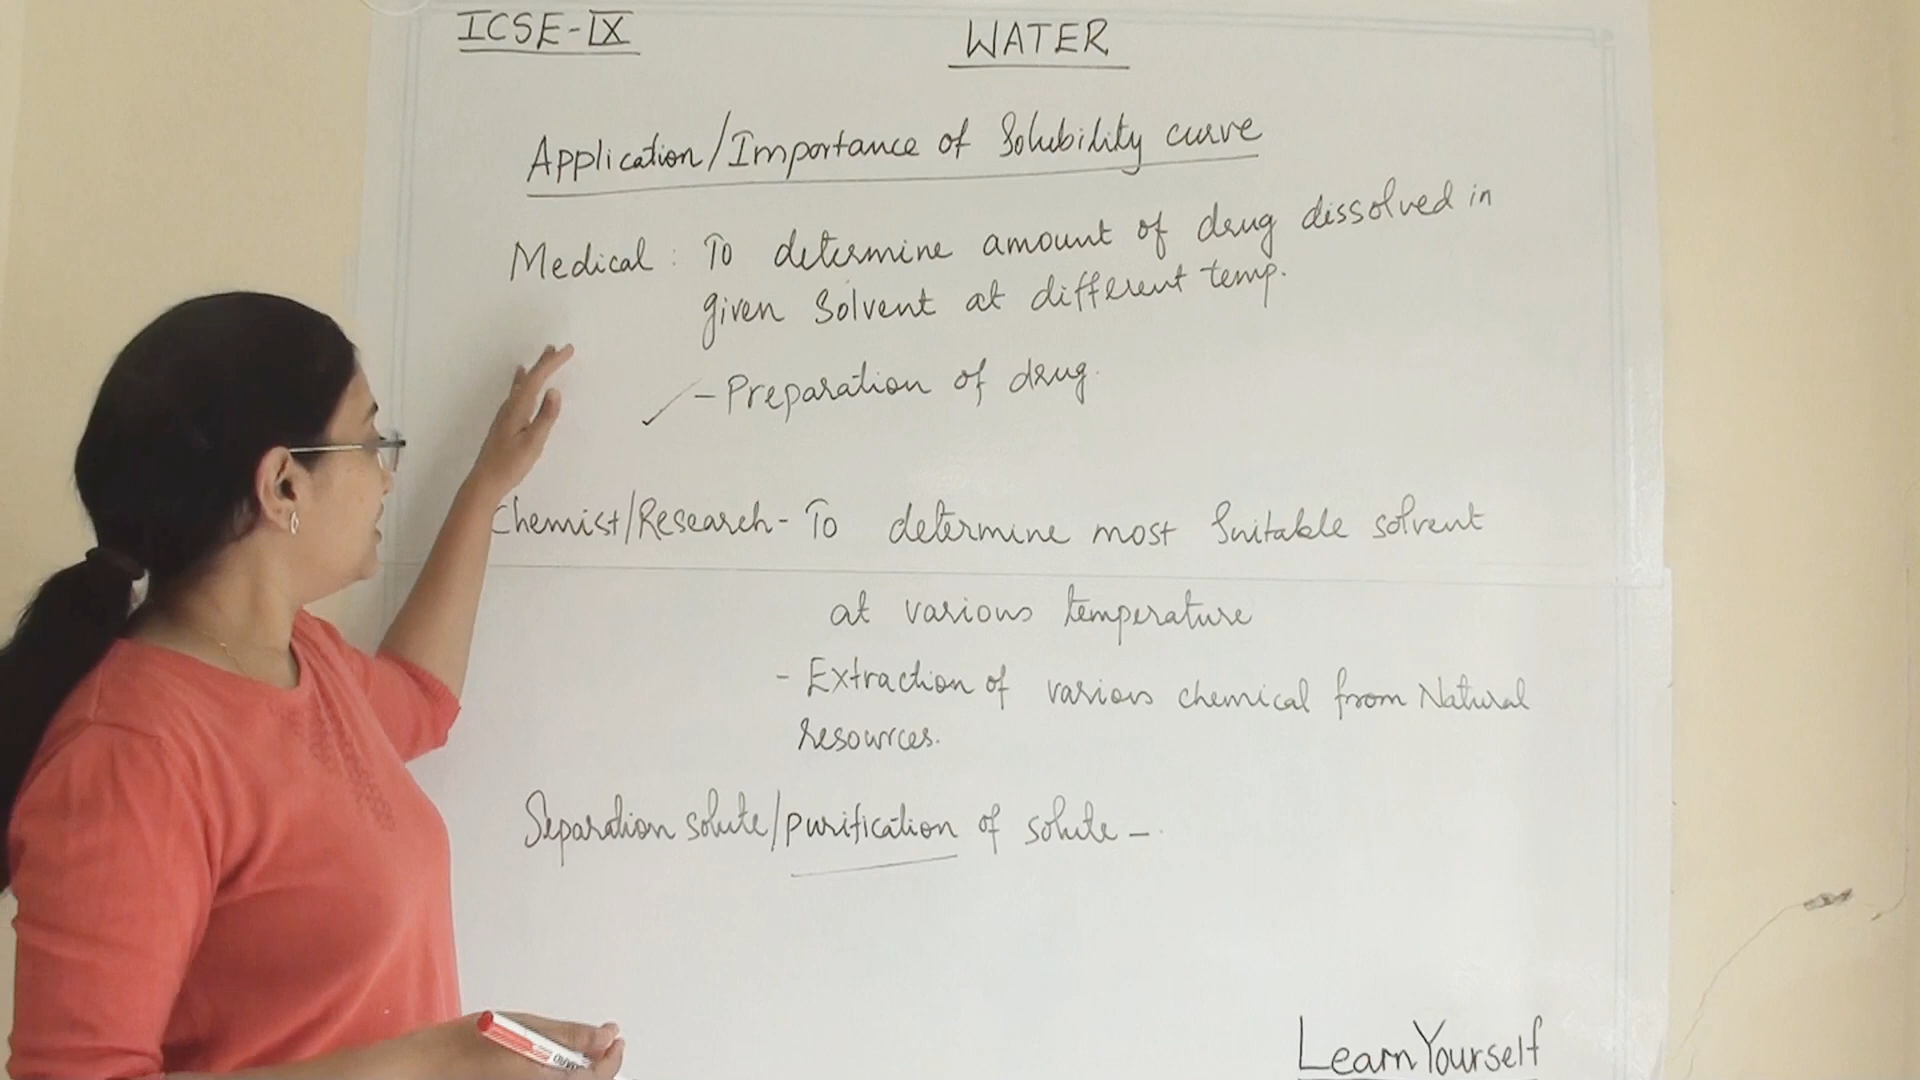 ICSE-IX
WATER
Application/Importance of Solubility curve
Medical : To determine amount of drug dissolved in
given solvent at different temp.
✓ - Preparation of drug.
Chemist/Research - To determine most Suitable solvent
at various temperature
- Extraction of various chemical from Natural
resources.
Separation solute/purification of solute -
LearnYourself